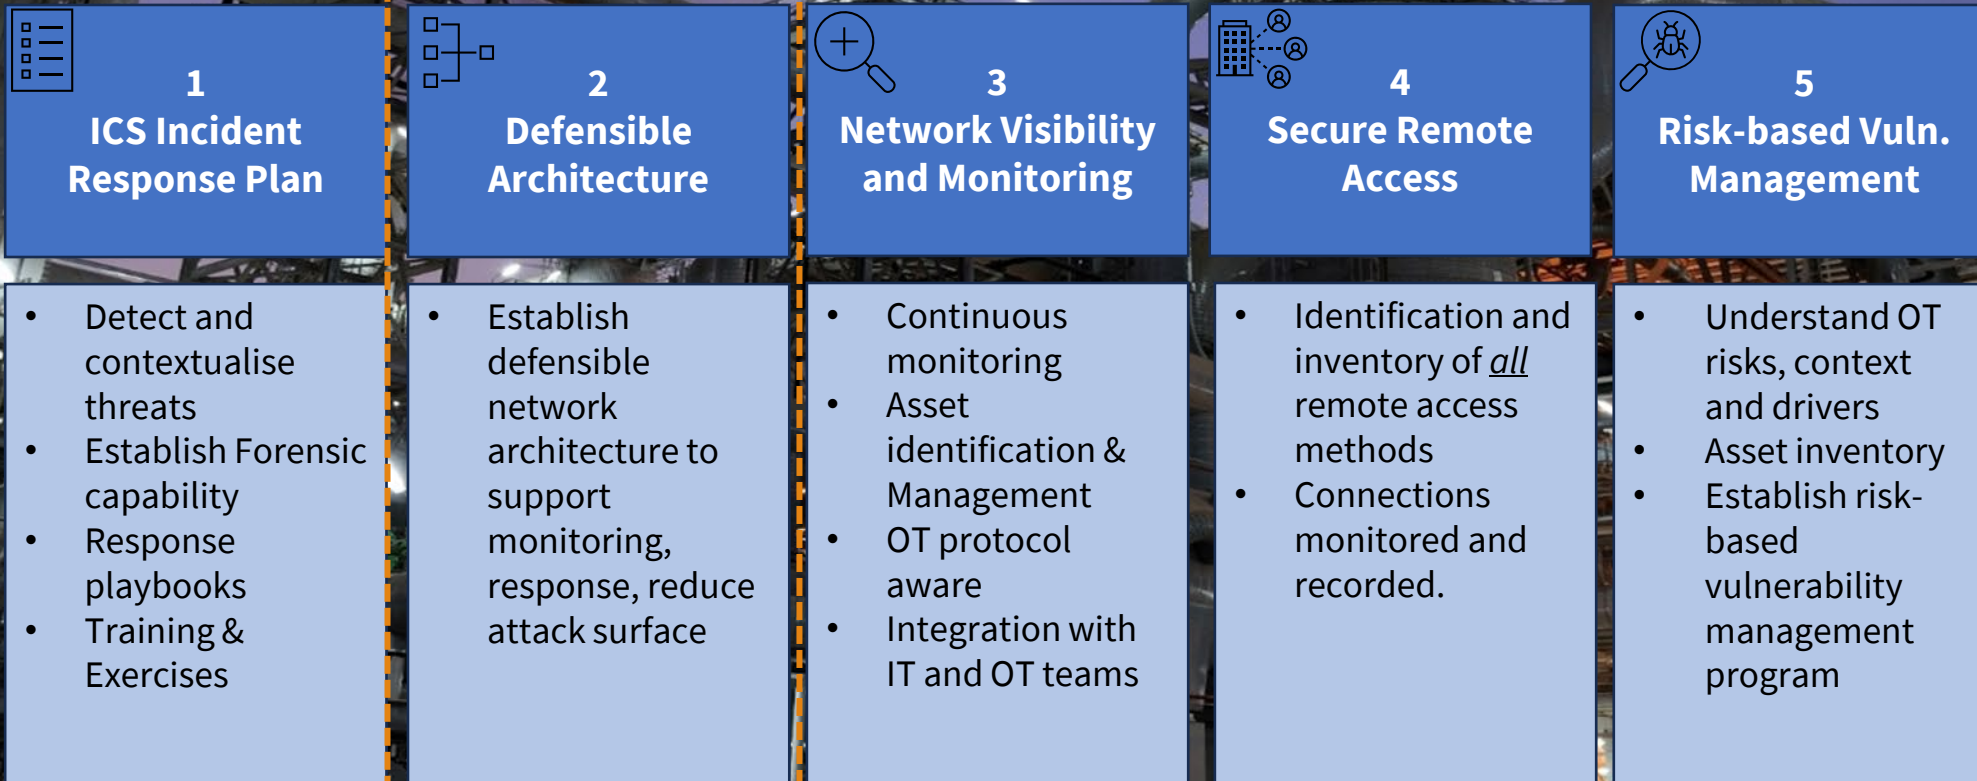 1
ICS Incident
Response Plan
• Detect and
contextualise
threats
• Establish Forensic
capability
• Response
playbooks
• Training &
Exercises
2
Defensible
Architecture
• Establish
defensible
network
architecture to
support
monitoring,
response, reduce
attack surface
3
Network Visibility
and Monitoring
• Continuous
monitoring
• Asset
identification &
Management
• OT protocol
aware
• Integration with
IT and OT teams
4
Secure Remote
Access
• Identification and
inventory of all
remote access
methods
• Connections
monitored and
recorded.
5
Risk-based Vuln.
Management
• Understand OT
risks, context
and drivers
• Asset inventory
• Establish risk-
based
vulnerability
management
program